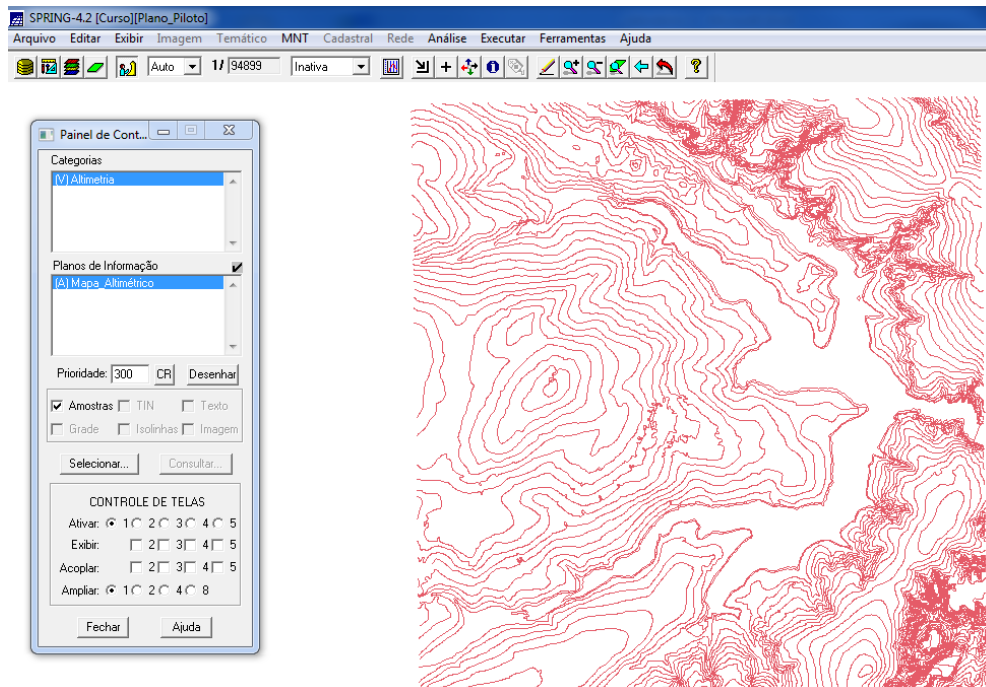 SPRING-4.2 [Curso][Plano_Piloto]
Arquivo Editar Exibir Imagem Temático MNT Cadastral Rede Análise Executar Ferramentas Ajuda
Auto 1/ 94899 Inativa
Painel de Cont...
Categorias
(V) Altimetria
Planos de Informação
(A) Mapa_Altimétrico
Prioridade: 300 CR Desenhar
Amostras TIN Texto
Grade Isolinhas Imagem
Selecionar... Consultar...
CONTROLE DE TELAS
Ativar: 1 2 3 4 5
Exibir: 2 3 4 5
Acoplar: 2 3 4 5
Ampliar: 1 2 4 8
Fechar Ajuda